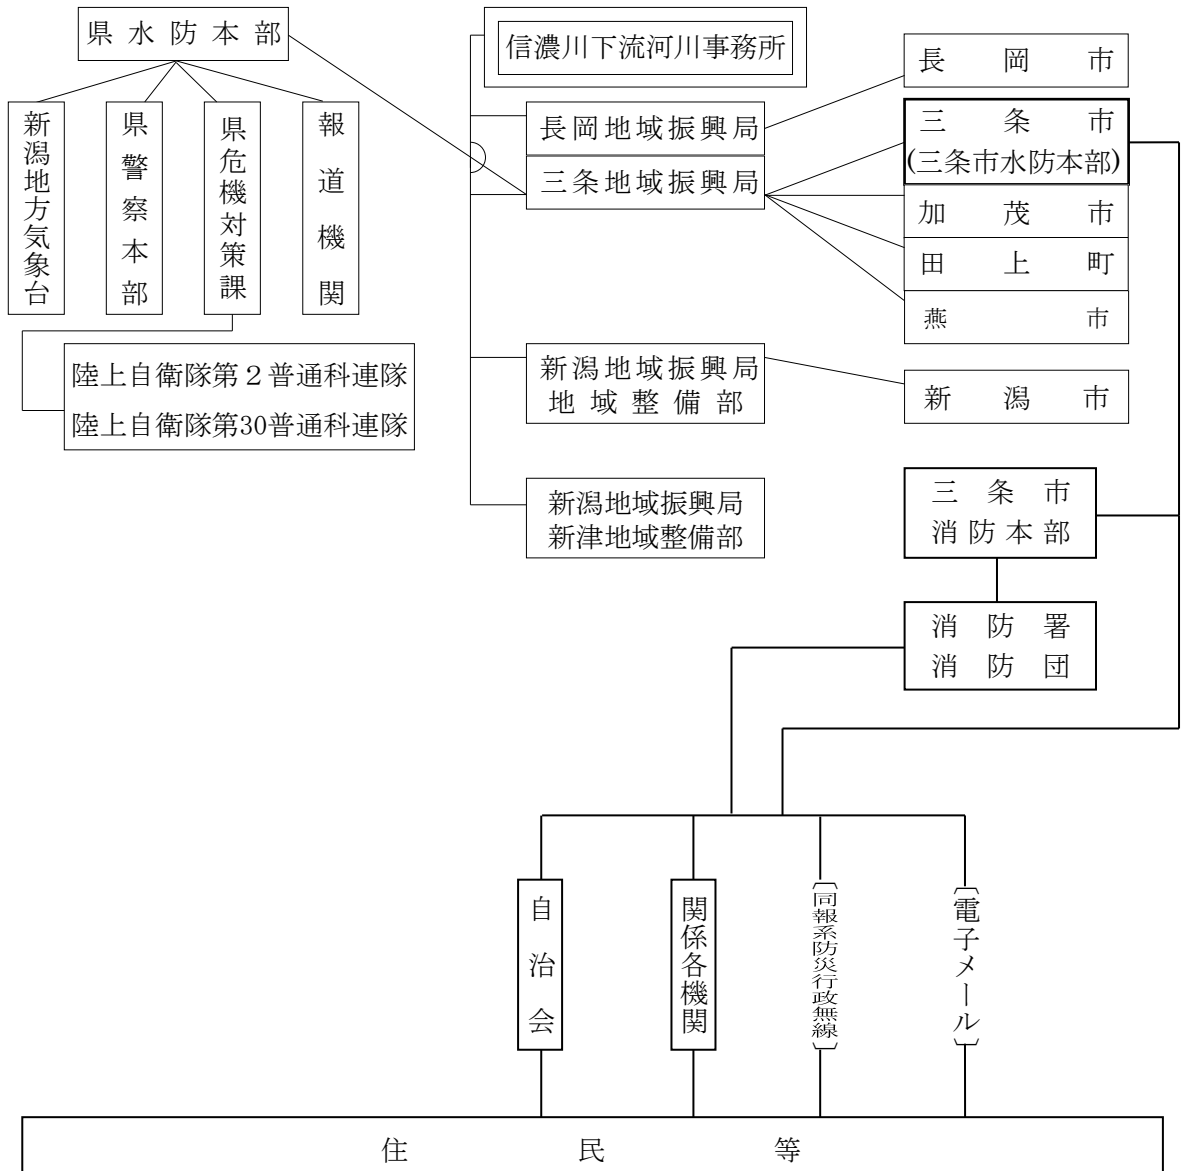 県水防本部
新潟地方気象台
県警察本部
県危機対策課
報道機関
陸上自衛隊第２普通科連隊
陸上自衛隊第30普通科連隊
信濃川下流河川事務所
長岡地域振興局
三条地域振興局
新潟地域振興局
地域整備部
新潟地域振興局
新津地域整備部
長岡市
三条市
(三条市水防本部)
加茂市
田上町
燕市
新潟市
三条市
消防本部
消防署
消防団
自治会
関係各機関
〔同報系防災行政無線〕
〔電子メール〕
住民等